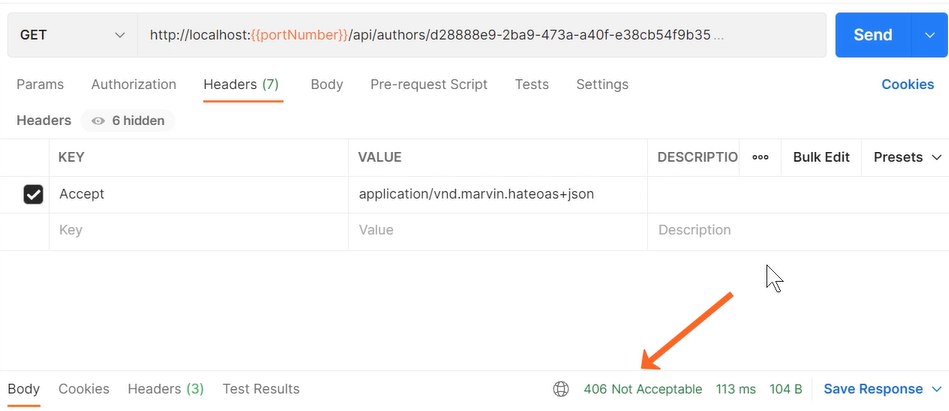 GET http://localhost:{{portNumber}}/api/authors/d28888e9-2ba9-473a-a40f-e38cb54f9b35 ... Send
Params Authorization Headers (7) Body Pre-request Script Tests Settings Cookies
Headers 6 hidden
KEY VALUE DESCRIPTIO ooo Bulk Edit Presets
Accept application/vnd.marvin.hateoas+json
Key Value Description
Body Cookies Headers (3) Test Results 406 Not Acceptable 113 ms 104 B Save Response